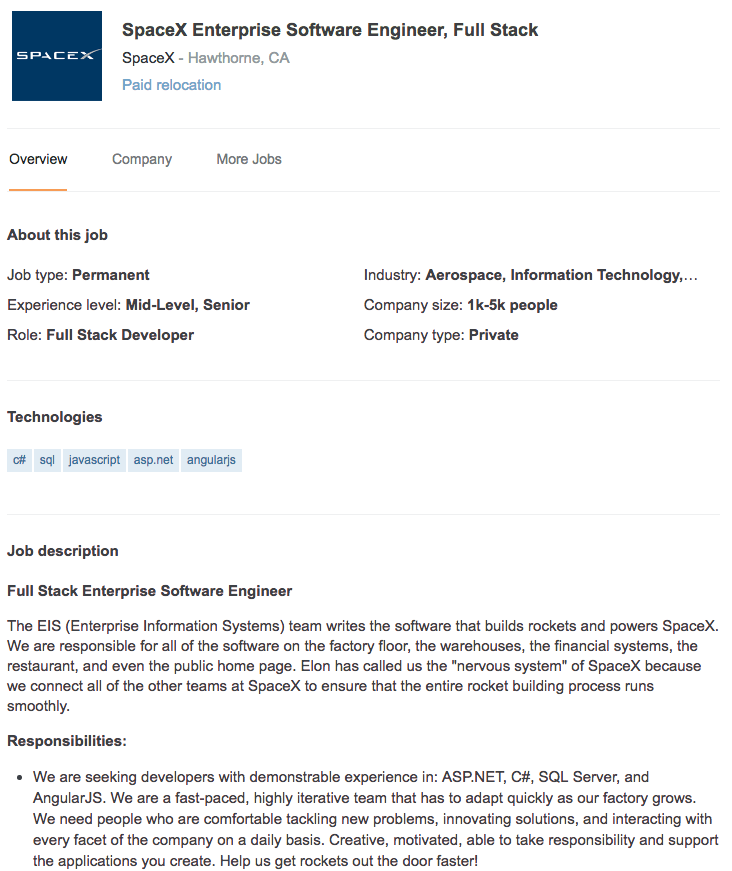 SPACEX
SpaceX Enterprise Software Engineer, Full Stack
SpaceX - Hawthorne, CA
Paid relocation
Overview Company More Jobs
About this job
Job type: Permanent
Industry: Aerospace, Information Technology,…
Experience level: Mid-Level, Senior
Company size: 1k-5k people
Role: Full Stack Developer
Company type: Private
Technologies
c# sql javascript asp.net angularjs
Job description
Full Stack Enterprise Software Engineer
The EIS (Enterprise Information Systems) team writes the software that builds rockets and powers SpaceX.
We are responsible for all of the software on the factory floor, the warehouses, the financial systems, the
restaurant, and even the public home page. Elon has called us the "nervous system" of SpaceX because
we connect all of the other teams at SpaceX to ensure that the entire rocket building process runs
smoothly.
Responsibilities:
• We are seeking developers with demonstrable experience in: ASP.NET, C#, SQL Server, and
AngularJS. We are a fast-paced, highly iterative team that has to adapt quickly as our factory grows.
We need people who are comfortable tackling new problems, innovating solutions, and interacting with
every facet of the company on a daily basis. Creative, motivated, able to take responsibility and support
the applications you create. Help us get rockets out the door faster!